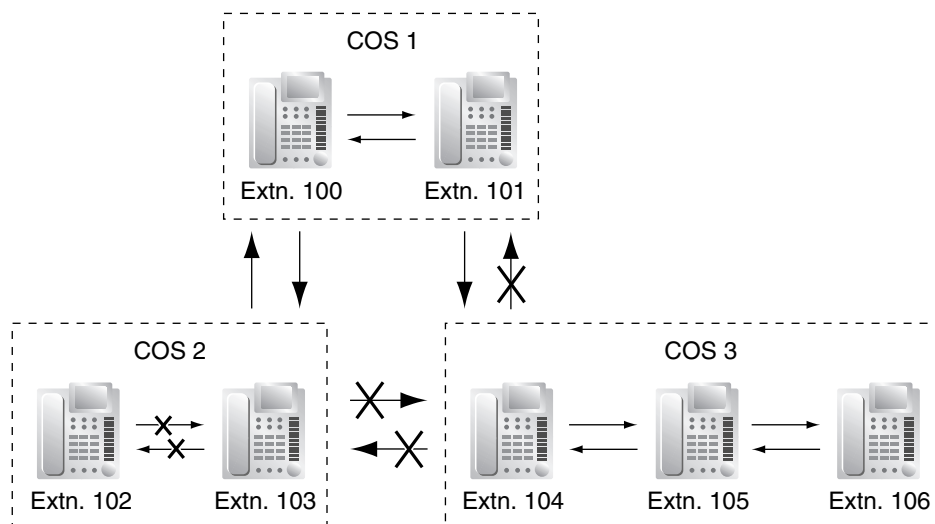 COS 1
Extn. 100
Extn. 101
COS 2
Extn. 102
Extn. 103
COS 3
Extn. 104
Extn. 105
Extn. 106